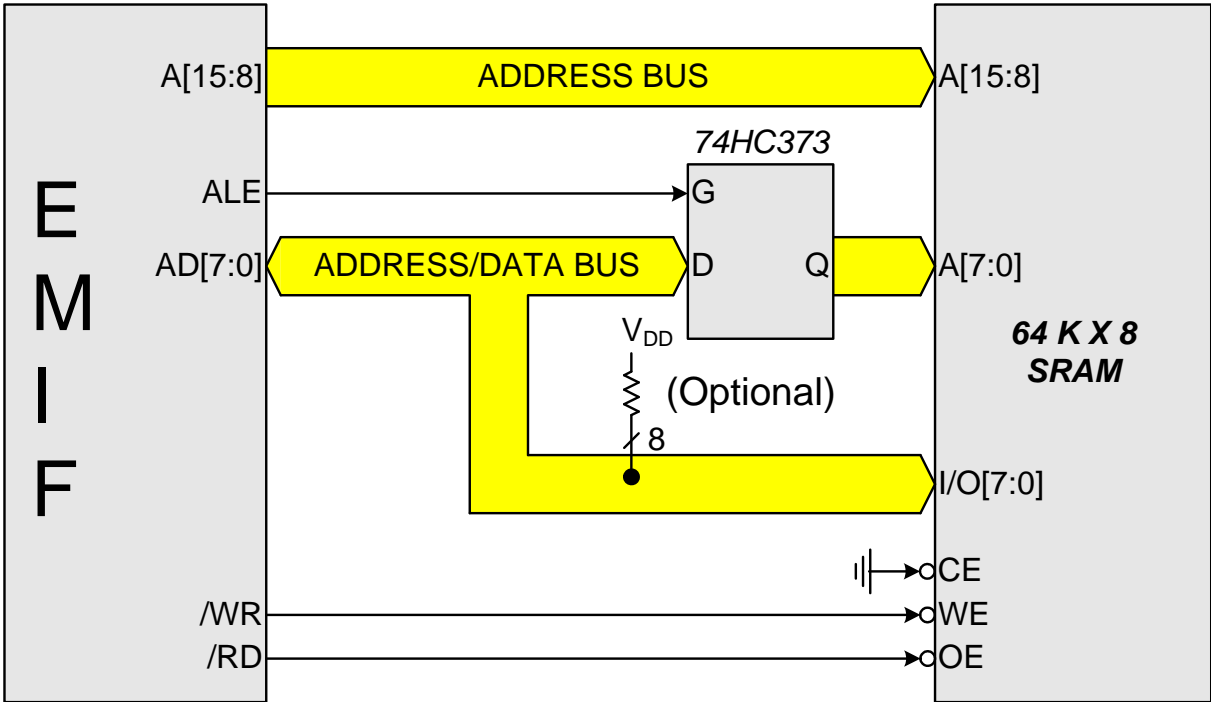 A[15:8] ADDRESS BUS A[15:8]
74HC373
ALE G
AD[7:0] ADDRESS/DATA BUS D Q A[7:0]
E
M
I
F
VDD
(Optional)
8
64 K X 8
SRAM
I/O[7:0]
CE
/WR WE
/RD OE